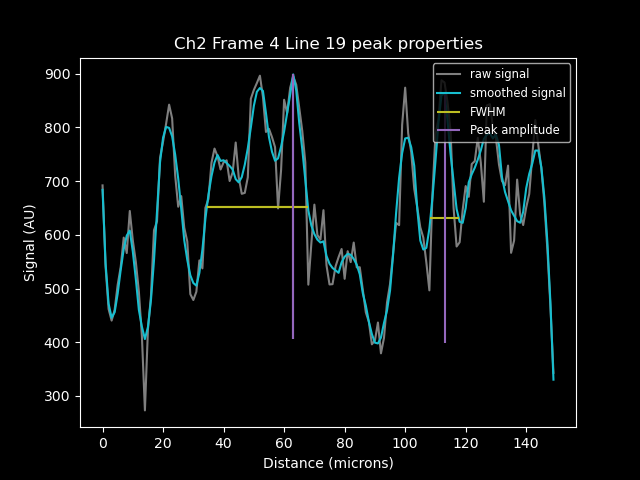 Ch2 Frame 4 Line 19 peak properties
raw signal
smoothed signal
FWHM
Peak amplitude
900
800
700
600
500
400
300
Signal (AU)
0 20 40 60 80 100 120 140
Distance (microns)